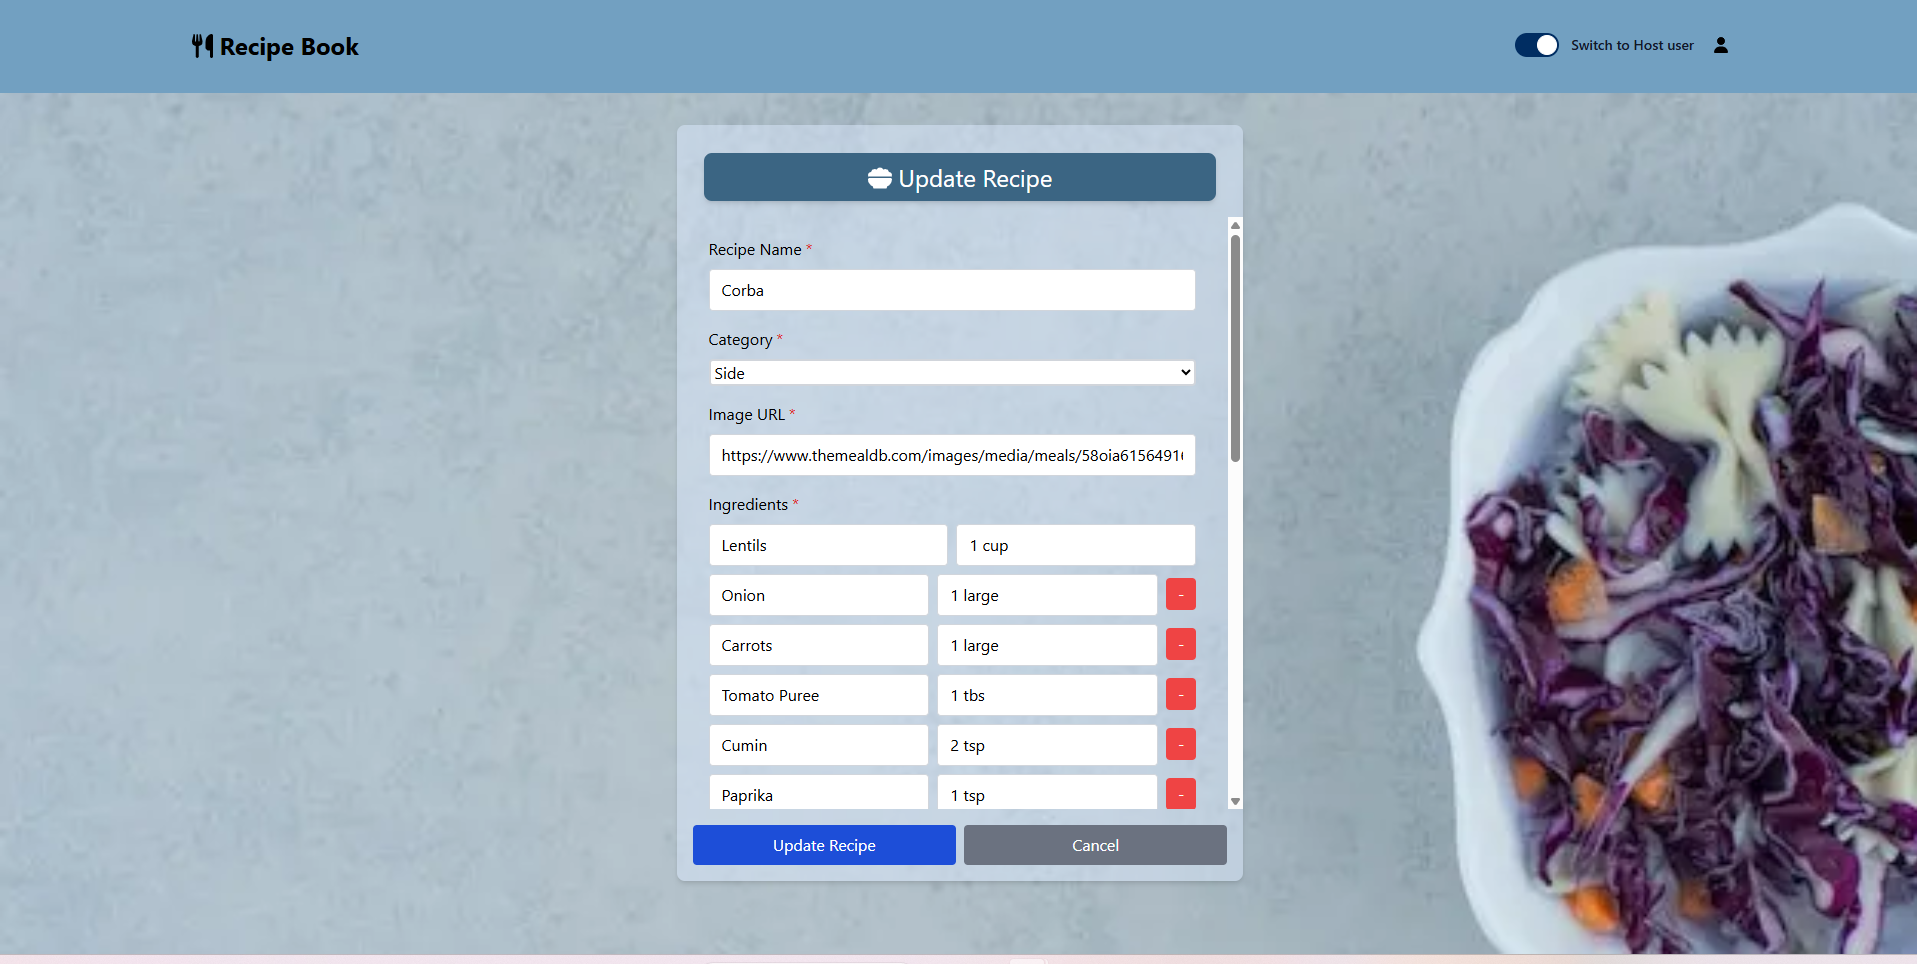 Recipe Book
Switch to Host user
Update Recipe
Recipe Name *
Corba
Category *
Side
Image URL *
https://www.themealdb.com/images/media/meals/58oia6156491
Ingredients *
Lentils 1 cup
Onion 1 large -
Carrots 1 large -
Tomato Puree 1 tbs -
Cumin 2 tsp -
Paprika 1 tsp -
Update Recipe Cancel